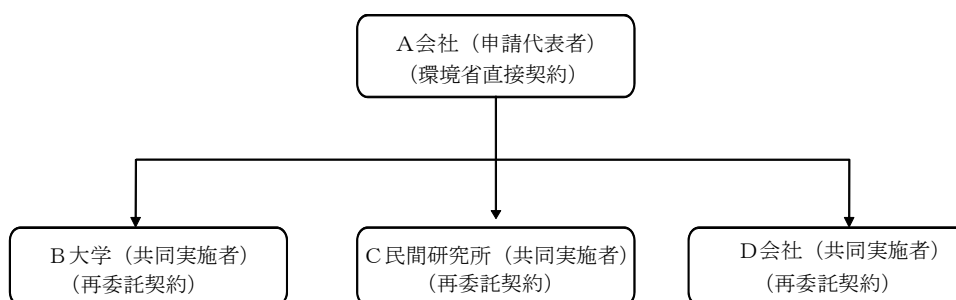 A会社（申請代表者）
（環境省直接契約）
B大学（共同実施者）
（再委託契約）
C民間研究所（共同実施者）
（再委託契約）
D会社（共同実施者）
（再委託契約）